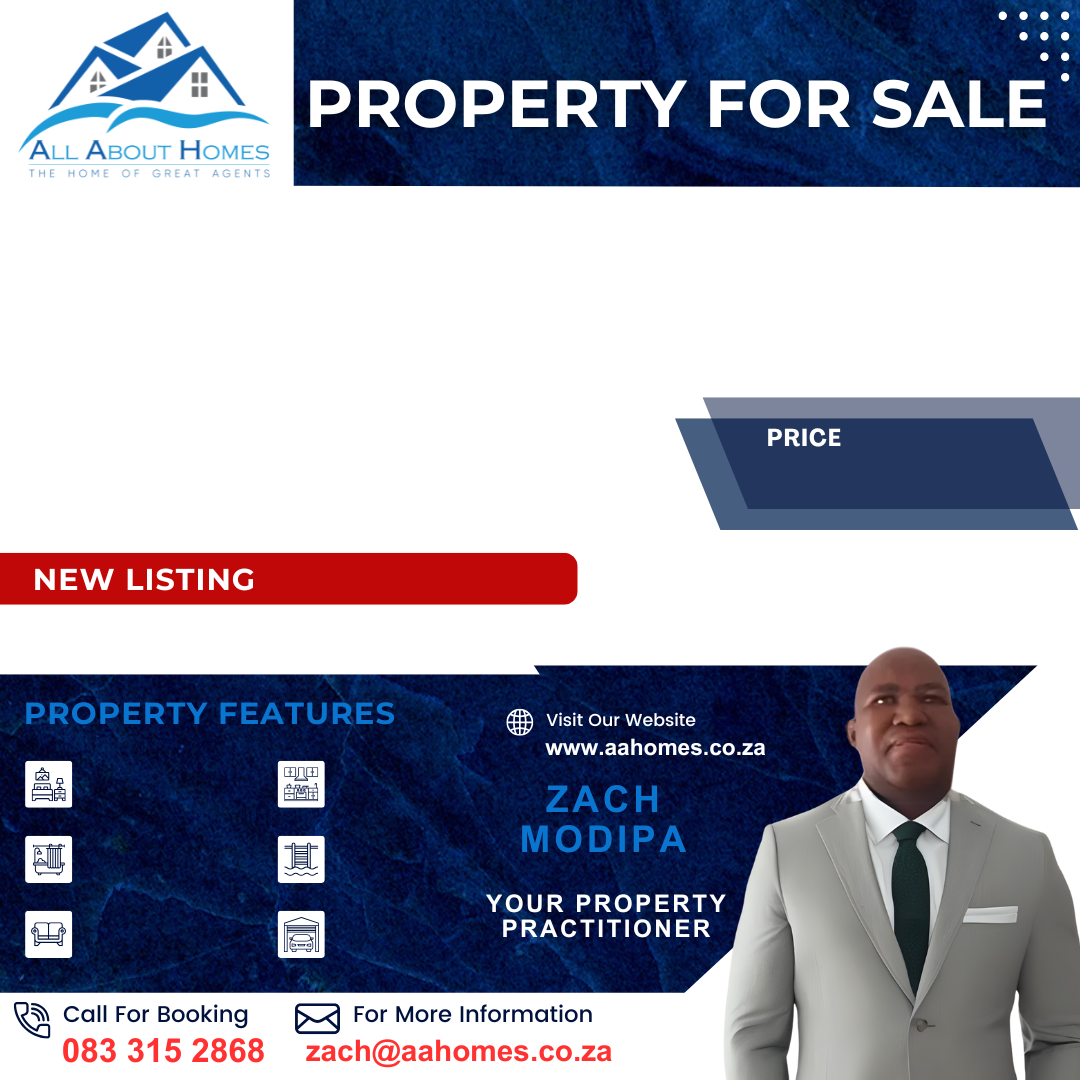 PROPERTY FOR SALE
ALL ABOUT HOMES
THE HOME OF GREAT AGENTS
PRICE
NEW LISTING
PROPERTY FEATURES
Visit Our Website
www.aahomes.co.za
ZACH
MODIPA
YOUR PROPERTY
PRACTITIONER
Call For Booking
083 315 2868
For More Information
zach@aahomes.co.za